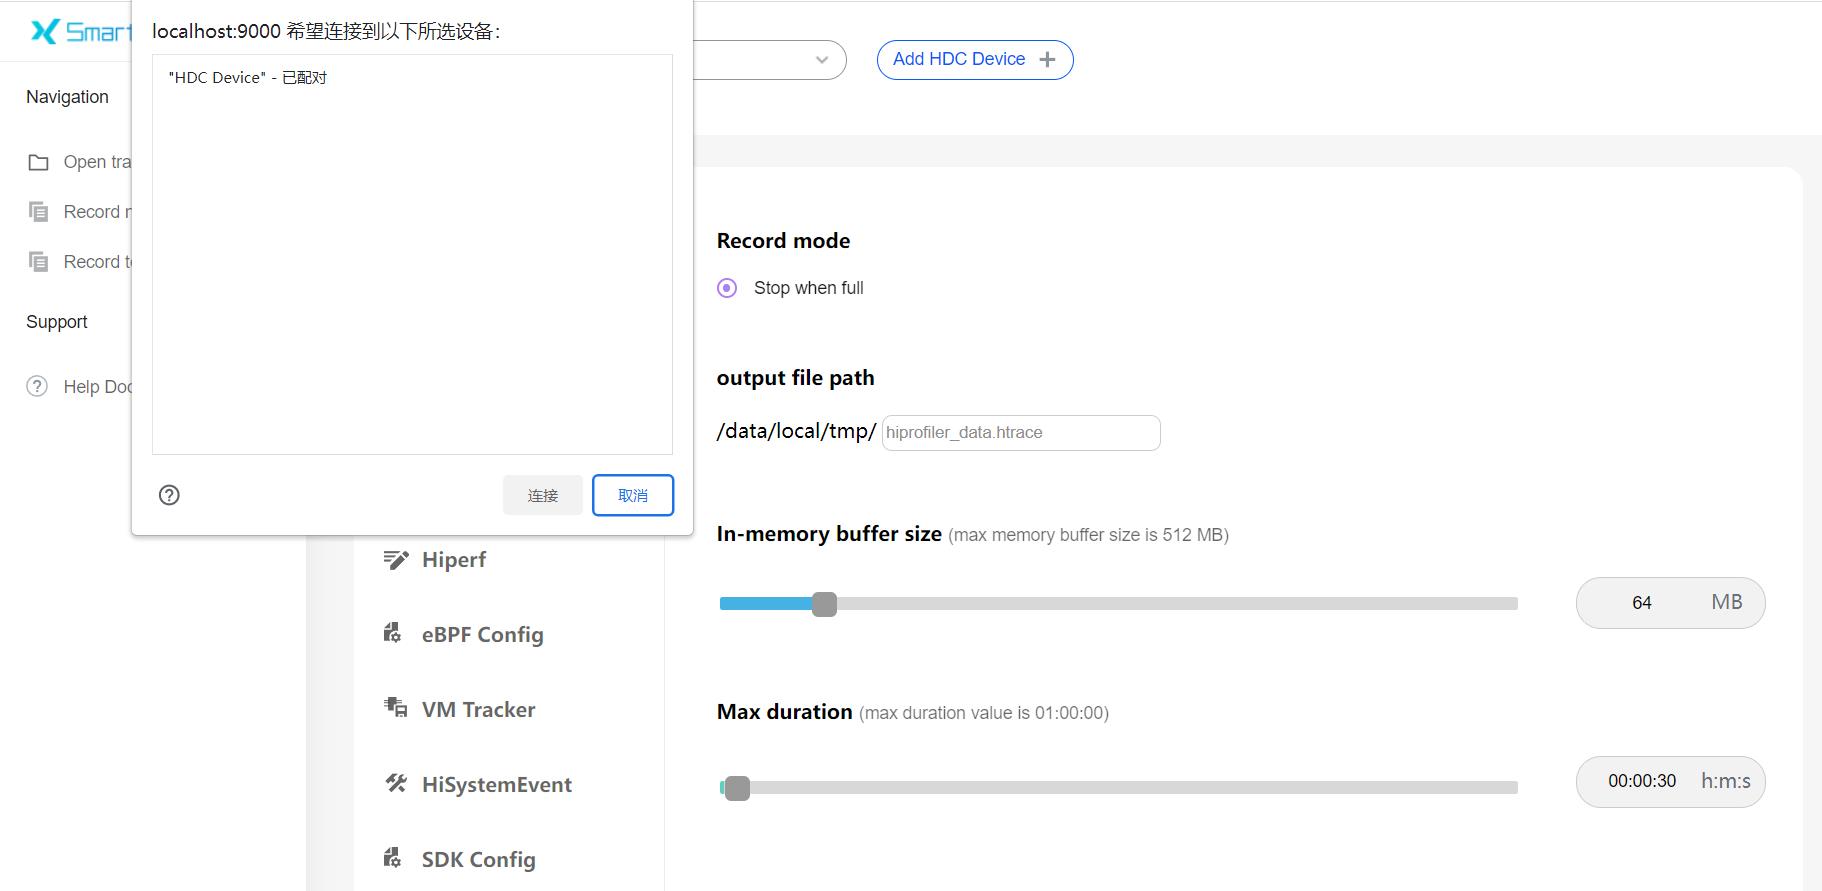 Smart
localhost:9000 希望连接到以下所选设备：
"HDC Device" - 已配对
连接
取消
Add HDC Device
Navigation
Open tra
Record
Record
Support
Help Doc
Hiperf
eBPF Config
VM Tracker
HiSystemEvent
SDK Config
Record mode
Stop when full
output file path
/data/local/tmp/ hiprofiler_data.htrace
In-memory buffer size (max memory buffer size is 512 MB)
64 MB
Max duration (max duration value is 01:00:00)
00:00:30 h:m:s